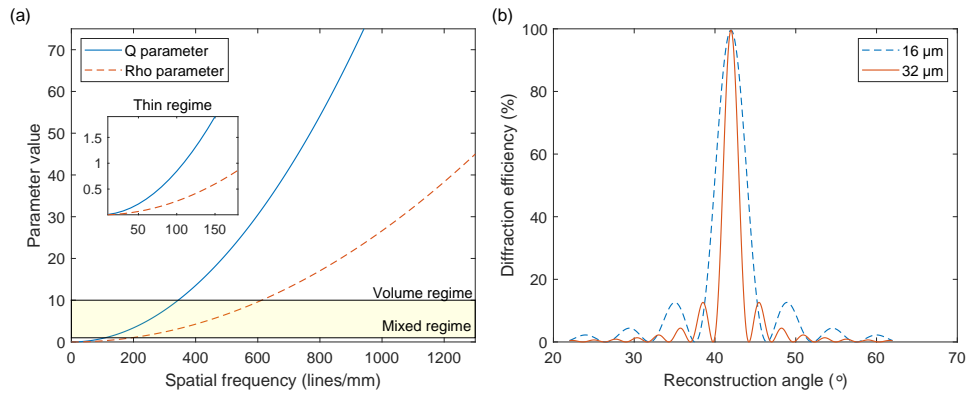 (a)
Q parameter
Rho parameter
Thin regime
1.5
1
0.5
50 100 150
Volume regime
Mixed regime
70
60
50
40
30
20
10
0
Parameter value
0 200 400 600 800 1000 1200
Spatial frequency (lines/mm)
(b)
16 µm
32 µm
100
80
60
40
20
0
Diffraction efficiency (%)
20 30 40 50 60 70
Reconstruction angle (°)